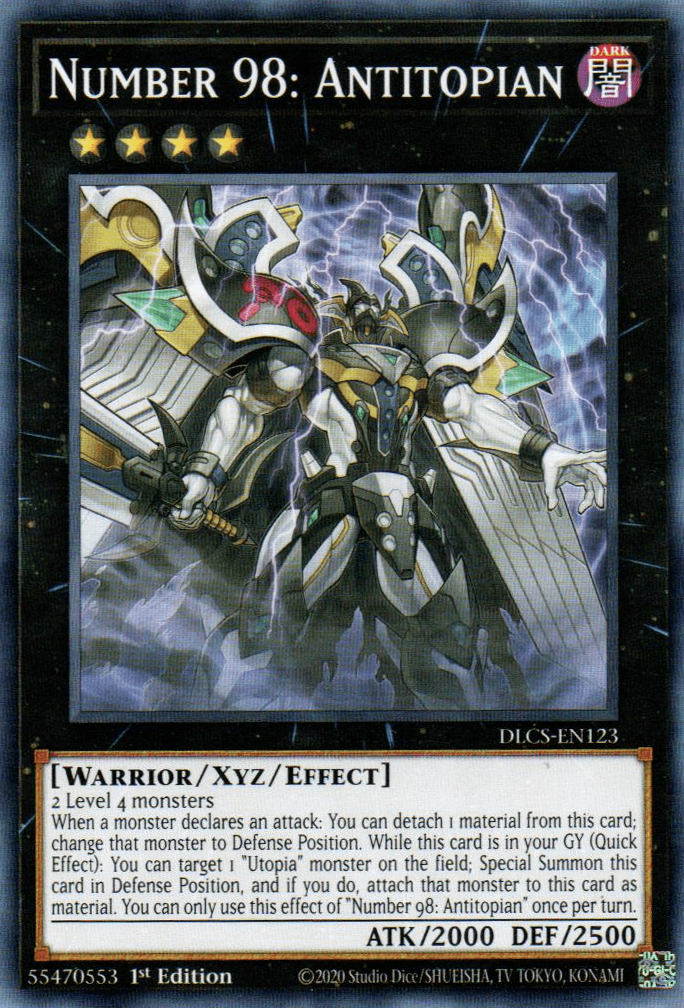 NUMBER 98: ANTITOPIAN
DARK
闇
DLCS-EN123
[WARRIOR/XYZ/EFFECT]
2 Level 4 monsters
When a monster declares an attack: You can detach 1 material from this card;
change that monster to Defense Position. While this card is in your GY (Quick
Effect): You can target 1 "Utopia" monster on the field; Special Summon this
card in Defense Position, and if you do, attach that monster to this card as
material. You can only use this effect of "Number 98: Antitopian" once per turn.
ATK/2000 DEF/2500
55470553 1st Edition
©2020 Studio Dice/SHUEISHA, TV TOKYO, KONAMI